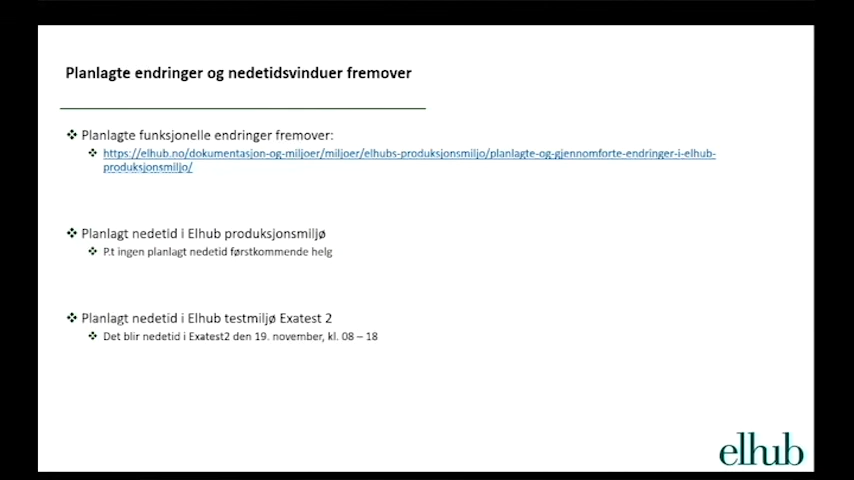 Planlagte endringer og nedetidsvinduer fremover
Planlagte funksjonelle endringer fremover:
https://elhub.no/dokumentasjon-og-miljoer/miljoer/elhubs-produksjonsmiljo/planlagte-og-gjennomforte-endringer-i-elhub-
produksjonsmiljo/
Planlagt nedetid i Elhub produksjonsmiljø
P.t ingen planlagt nedetid førstkommende helg
Planlagt nedetid i Elhub testmiljø Exatest 2
Det blir nedetid i Exatest2 den 19. november, kl. 08 – 18
elhub